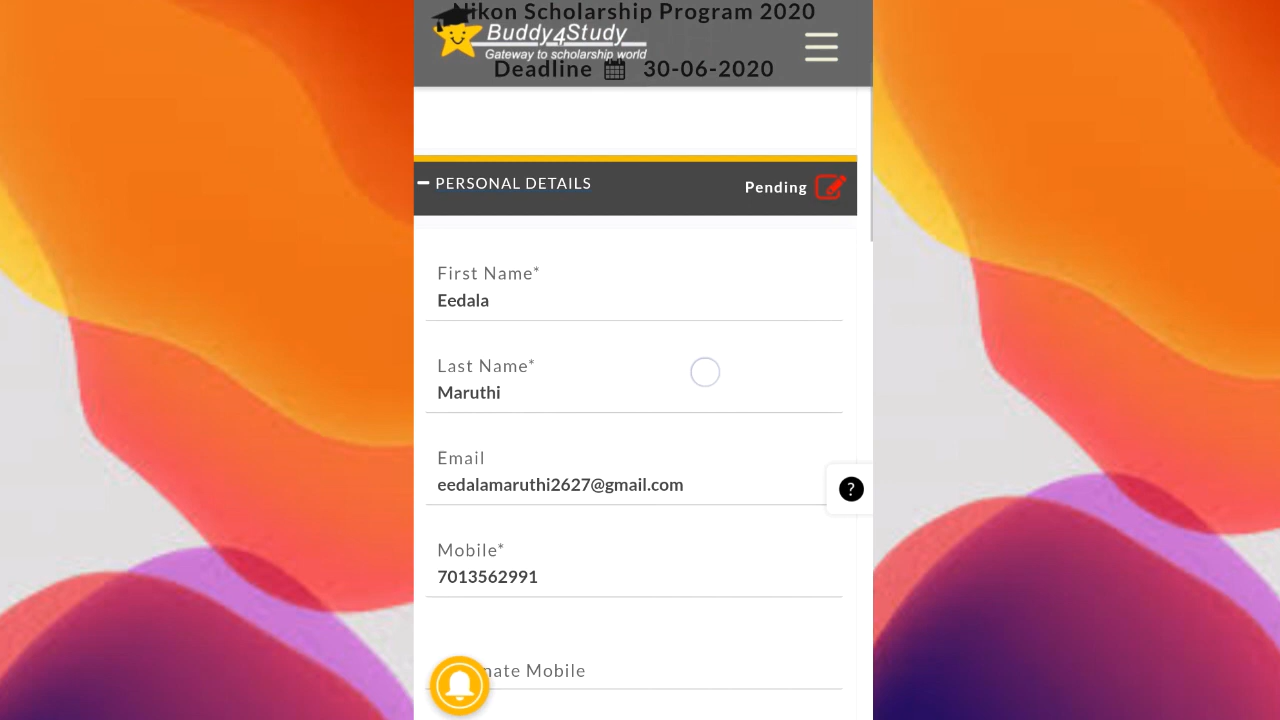 Nikon Scholarship Program 2020
Buddy4Study
Gateway to scholarship world
Deadline 30-06-2020
PERSONAL DETAILS
Pending
First Name*
Eedala
Last Name*
Maruthi
Email
eedalamaruthi2627@gmail.com
?
Mobile*
7013562991
nate Mobile